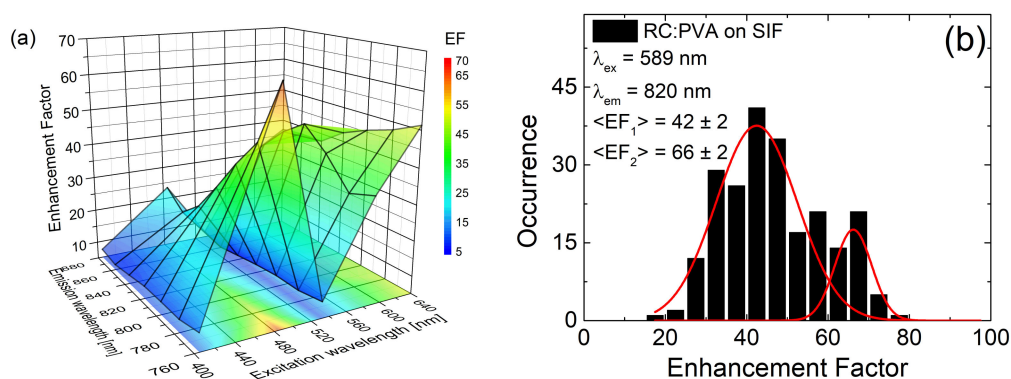 (a)
70
60
50
40
30
20
10
Enhancement Factor
EF
70
65
55
45
35
25
15
5
880
860
840
820
800
780
760
Emission wavelength [nm]
400
440
480
520
560
600
640
Excitation wavelength [nm]
(b)
RC:PVA on SIF
λex = 589 nm
λem = 820 nm
<EF1> = 42 ± 2
<EF2> = 66 ± 2
45
30
15
0
Occurrence
0 20 40 60 80 100
Enhancement Factor